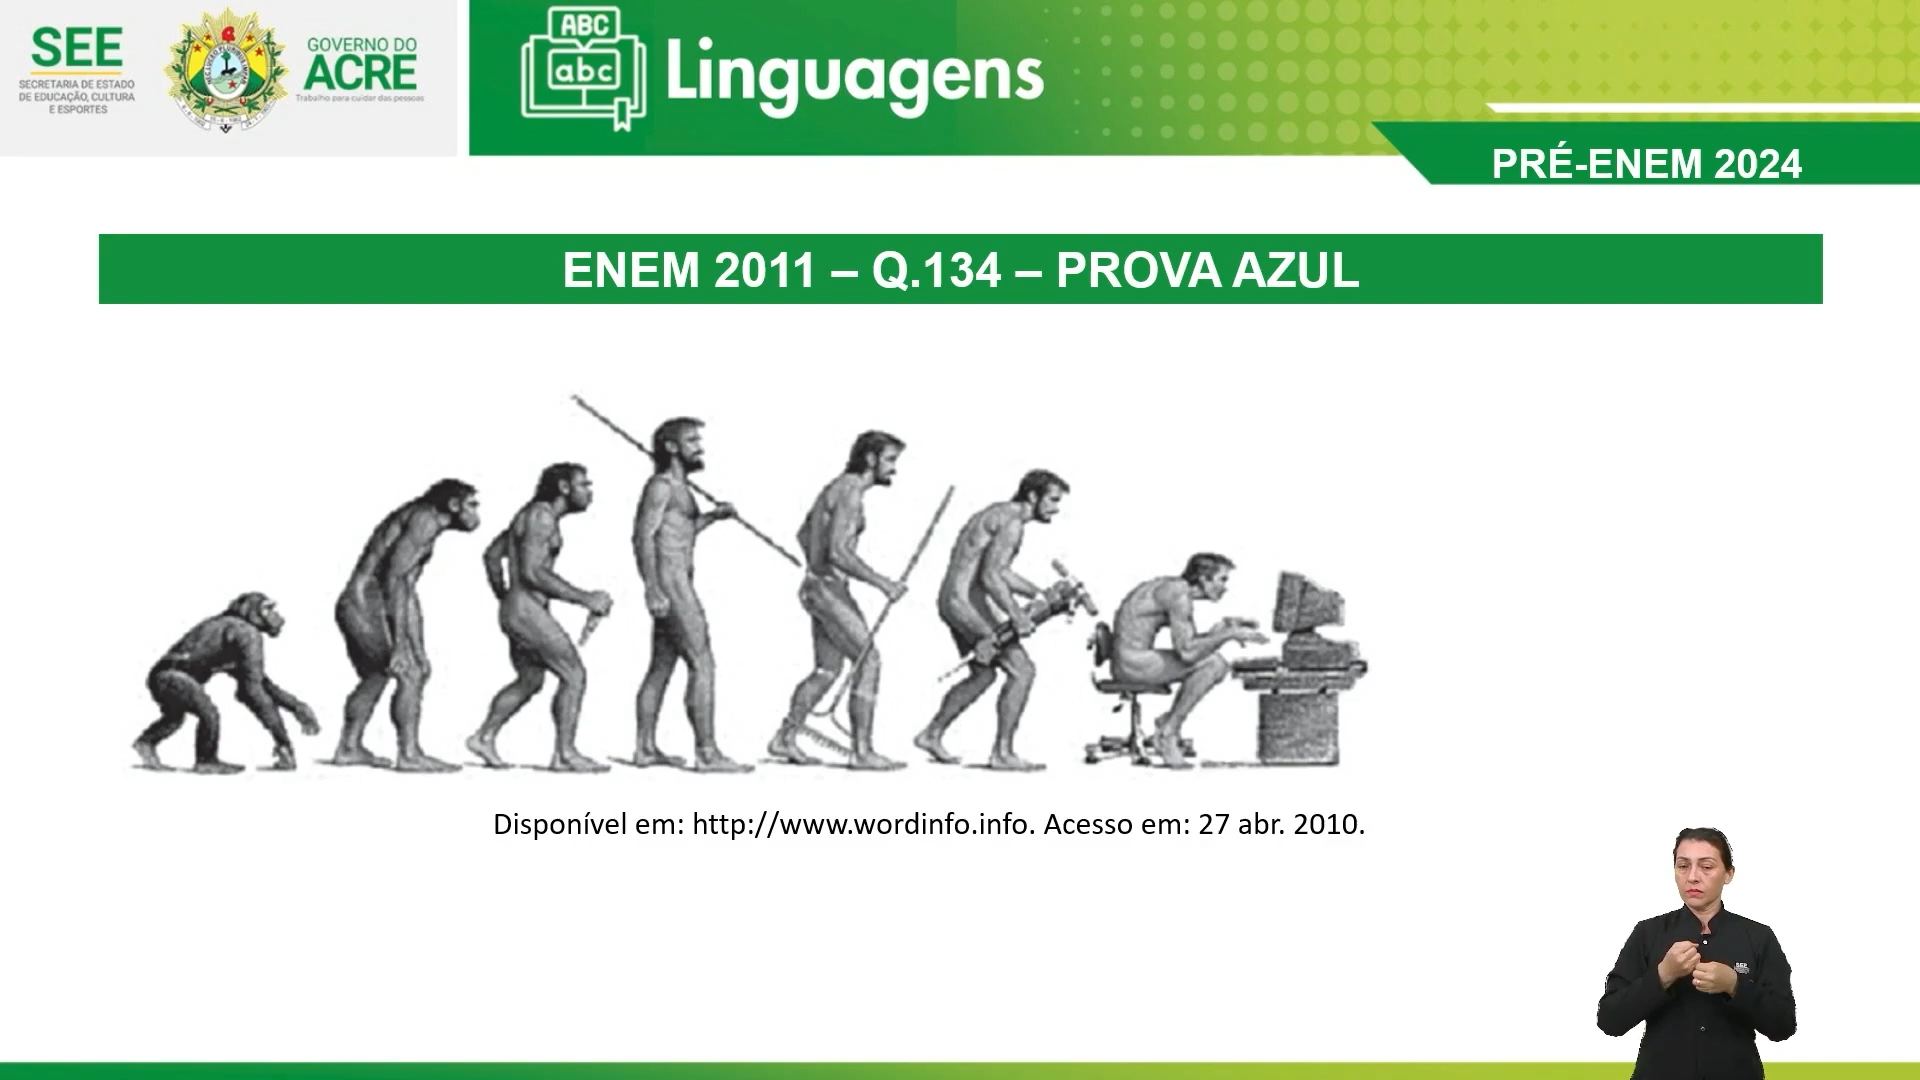 SEE
SECRETARIA DE ESTADO
DE EDUCAÇÃO, CULTURA
E ESPORTES
GOVERNO DO
ACRE
Trabalho para cuidar das pessoas
ABC
abc
Linguagens
PRÉ-ENEM 2024
ENEM 2011 – Q.134 – PROVA AZUL
Disponível em: http://www.wordinfo.info. Acesso em: 27 abr. 2010.
SEE